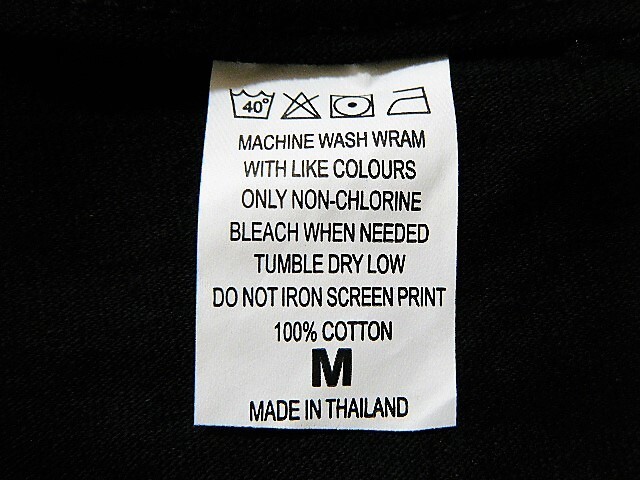 40°
MACHINE WASH WRAM
WITH LIKE COLOURS
ONLY NON-CHLORINE
BLEACH WHEN NEEDED
TUMBLE DRY LOW
DO NOT IRON SCREEN PRINT
100% COTTON
M
MADE IN THAILAND